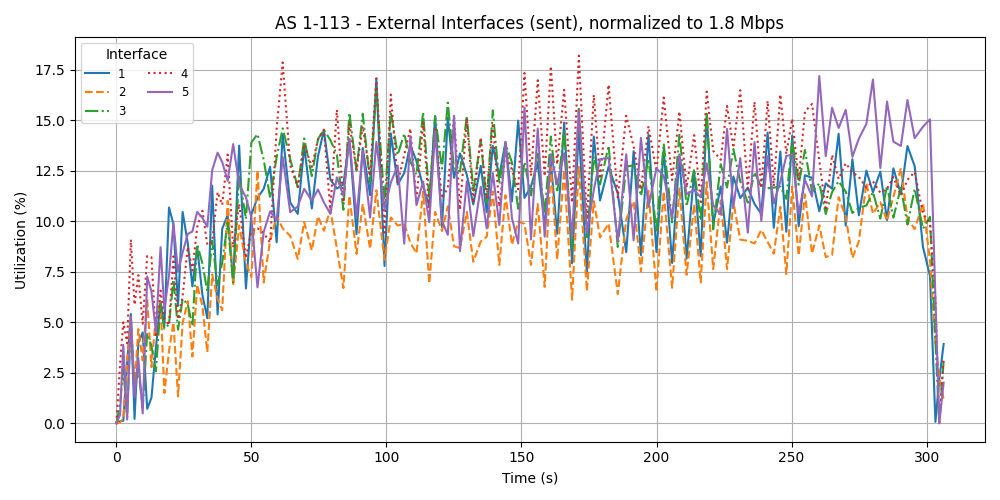 AS 1-113 - External Interfaces (sent), normalized to 1.8 Mbps
Interface
1
2
3
4
5
Utilization (%)
17.5
15.0
12.5
10.0
7.5
5.0
2.5
0.0
0 50 100 150 200 250 300
Time (s)